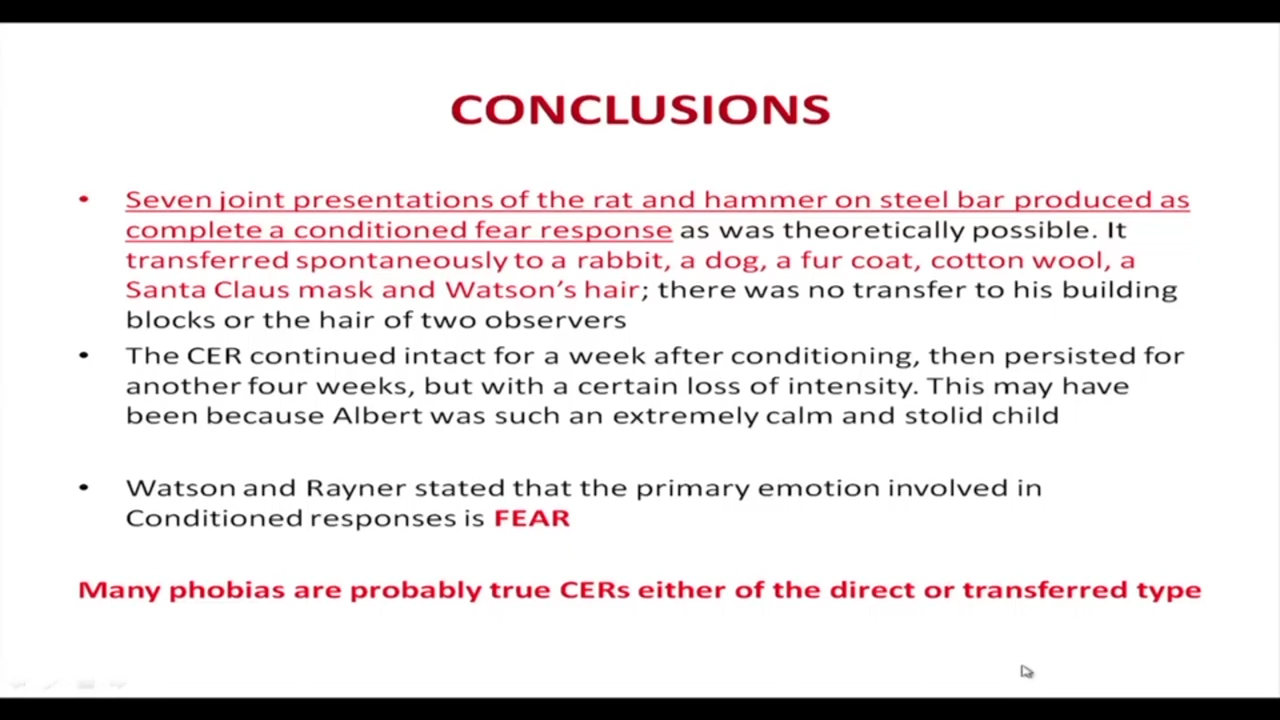 CONCLUSIONS
• Seven joint presentations of the rat and hammer on steel bar produced as
complete a conditioned fear response as was theoretically possible. It
transferred spontaneously to a rabbit, a dog, a fur coat, cotton wool, a
Santa Claus mask and Watson's hair; there was no transfer to his building
blocks or the hair of two observers
• The CER continued intact for a week after conditioning, then persisted for
another four weeks, but with a certain loss of intensity. This may have
been because Albert was such an extremely calm and stolid child
• Watson and Rayner stated that the primary emotion involved in
Conditioned responses is FEAR
Many phobias are probably true CERs either of the direct or transferred type